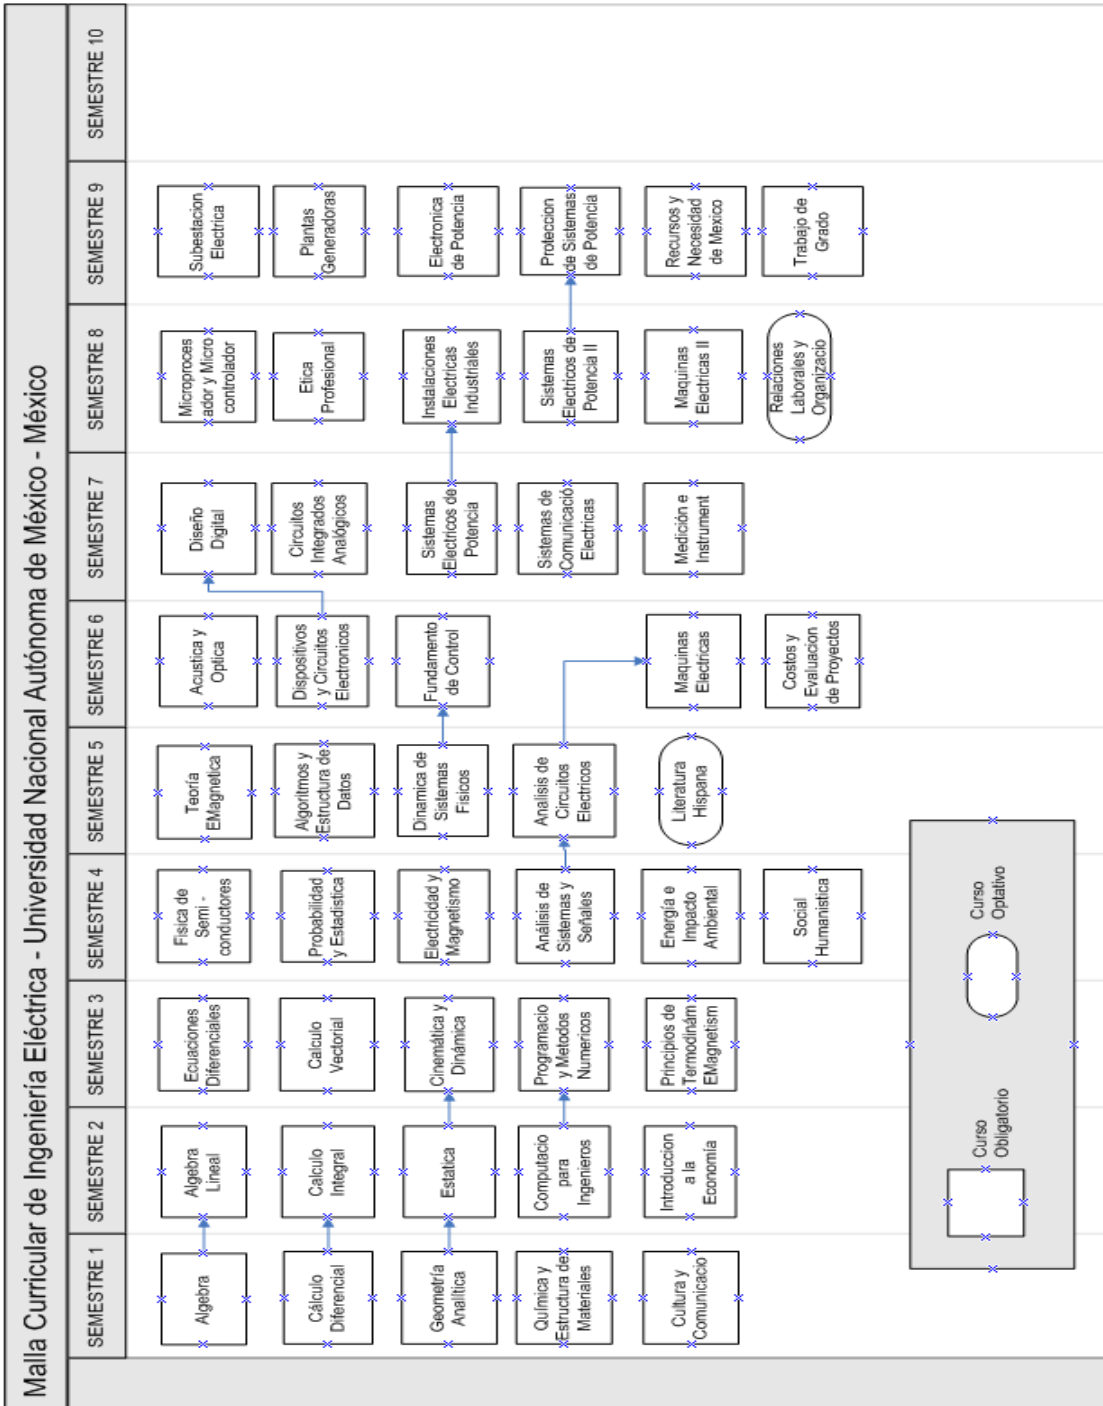 Malla Curricular de Ingeniería Eléctrica - Universidad Nacional Autónoma de México - México
SEMESTRE 1
Algebra
Cálculo
Diferencial
Geometría
Analítica
Química y
Estructura de
Materiales
Cultura y
Comunicacio
SEMESTRE 2
Algebra
Lineal
Calculo
Integral
Estatica
Computacio
para
Ingenieros
Introduccion
a la
Economía
SEMESTRE 3
Ecuaciones
Diferenciales
Calculo
Vectorial
Cinemática y
Dinámica
Programacio
y Metodos
Numericos
Principios de
Termodinám
EMagnetism
SEMESTRE 4
Fisica de
Semi -
conductores
Probabilidad
y Estadistica
Electricidad y
Magnetismo
Análisis de
Sistemas y
Señales
Energía e
Impacto
Ambiental
Social
Humanistica
SEMESTRE 5
Teoría
EMagnetica
Algoritmos y
Estructura de
Datos
Dinamica de
Sistemas
Fisicos
Analisis de
Circuitos
Electricos
Literatura
Hispana
SEMESTRE 6
Acustica y
Optica
Dispositivos
y Circuitos
Electronicos
Fundamento
de Control
Maquinas
Electricas
Costos y
Evaluacion
de Proyectos
SEMESTRE 7
Diseño
Digital
Circuitos
Integrados
Analógicos
Sistemas
Electricos de
Potencia
Sistemas de
Comunicació
Electricas
Medición e
Instrument
SEMESTRE 8
Microproces
ador y Micro
controlador
Etica
Profesional
Instalaciones
Electricas
Industriales
Sistemas
Electricos de
Potencia II
Maquinas
Electricas II
Relaciones
Laborales y
Organizacio
SEMESTRE 9
Subestacion
Electrica
Plantas
Generadoras
Electronica
de Potencia
Proteccion
de Sistemas
de Potencia
Recursos y
Necesidad
de Mexico
Trabajo de
Grado
SEMESTRE 10
Curso
Obligatorio
Curso
Optativo